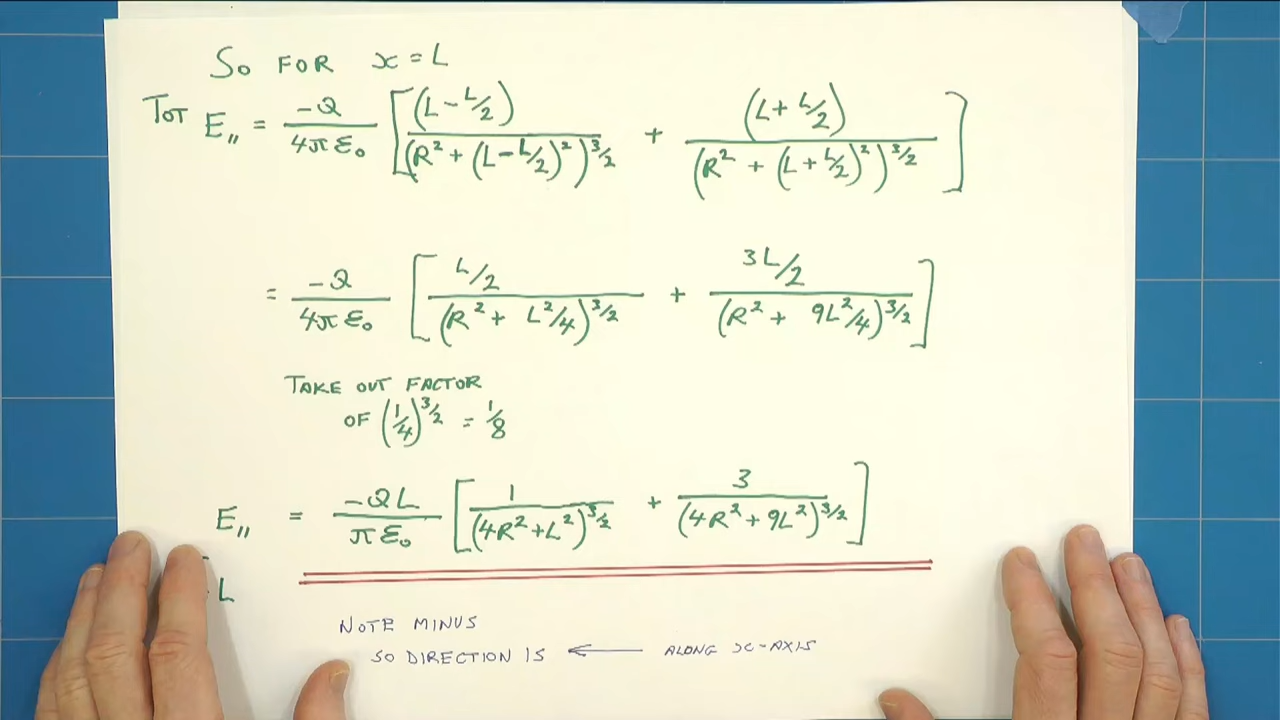 SO FOR x = L
TOT E,, = -Q / 4πε₀ [ (L-L/2) / (R² + (L-L/2)²)^3/2 + (L+L/2) / (R² + (L+L/2)²)^3/2 ]
= -Q / 4πε₀ [ L/2 / (R² + L²/4)^3/2 + 3L/2 / (R² + 9L²/4)^3/2 ]
TAKE OUT FACTOR
OF (1/4)^3/2 = 1/8
E,, = -QL / πε₀ [ 1 / (4R²+L²)^3/2 + 3 / (4R²+9L²)^3/2 ]
L
NOTE MINUS
SO DIRECTION IS ← ALONG x-AXIS